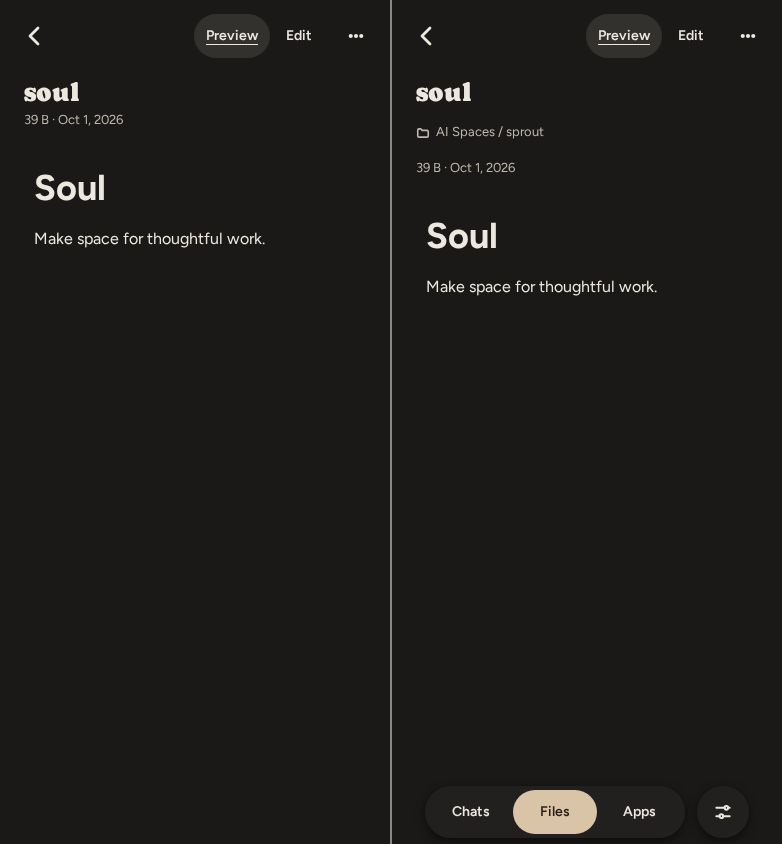 Preview Edit
soul
39 B · Oct 1, 2026
Soul
Make space for thoughtful work.
Preview Edit
soul
AI Spaces / sprout
39 B · Oct 1, 2026
Soul
Make space for thoughtful work.
Chats Files Apps